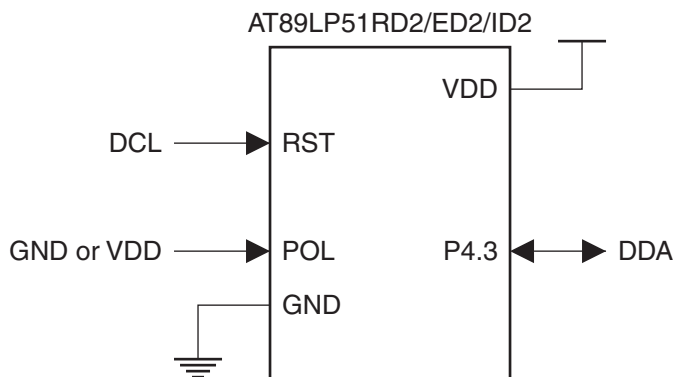 AT89LP51RD2/ED2/ID2
VDD
DCL
RST
GND or VDD
POL
P4.3
DDA
GND